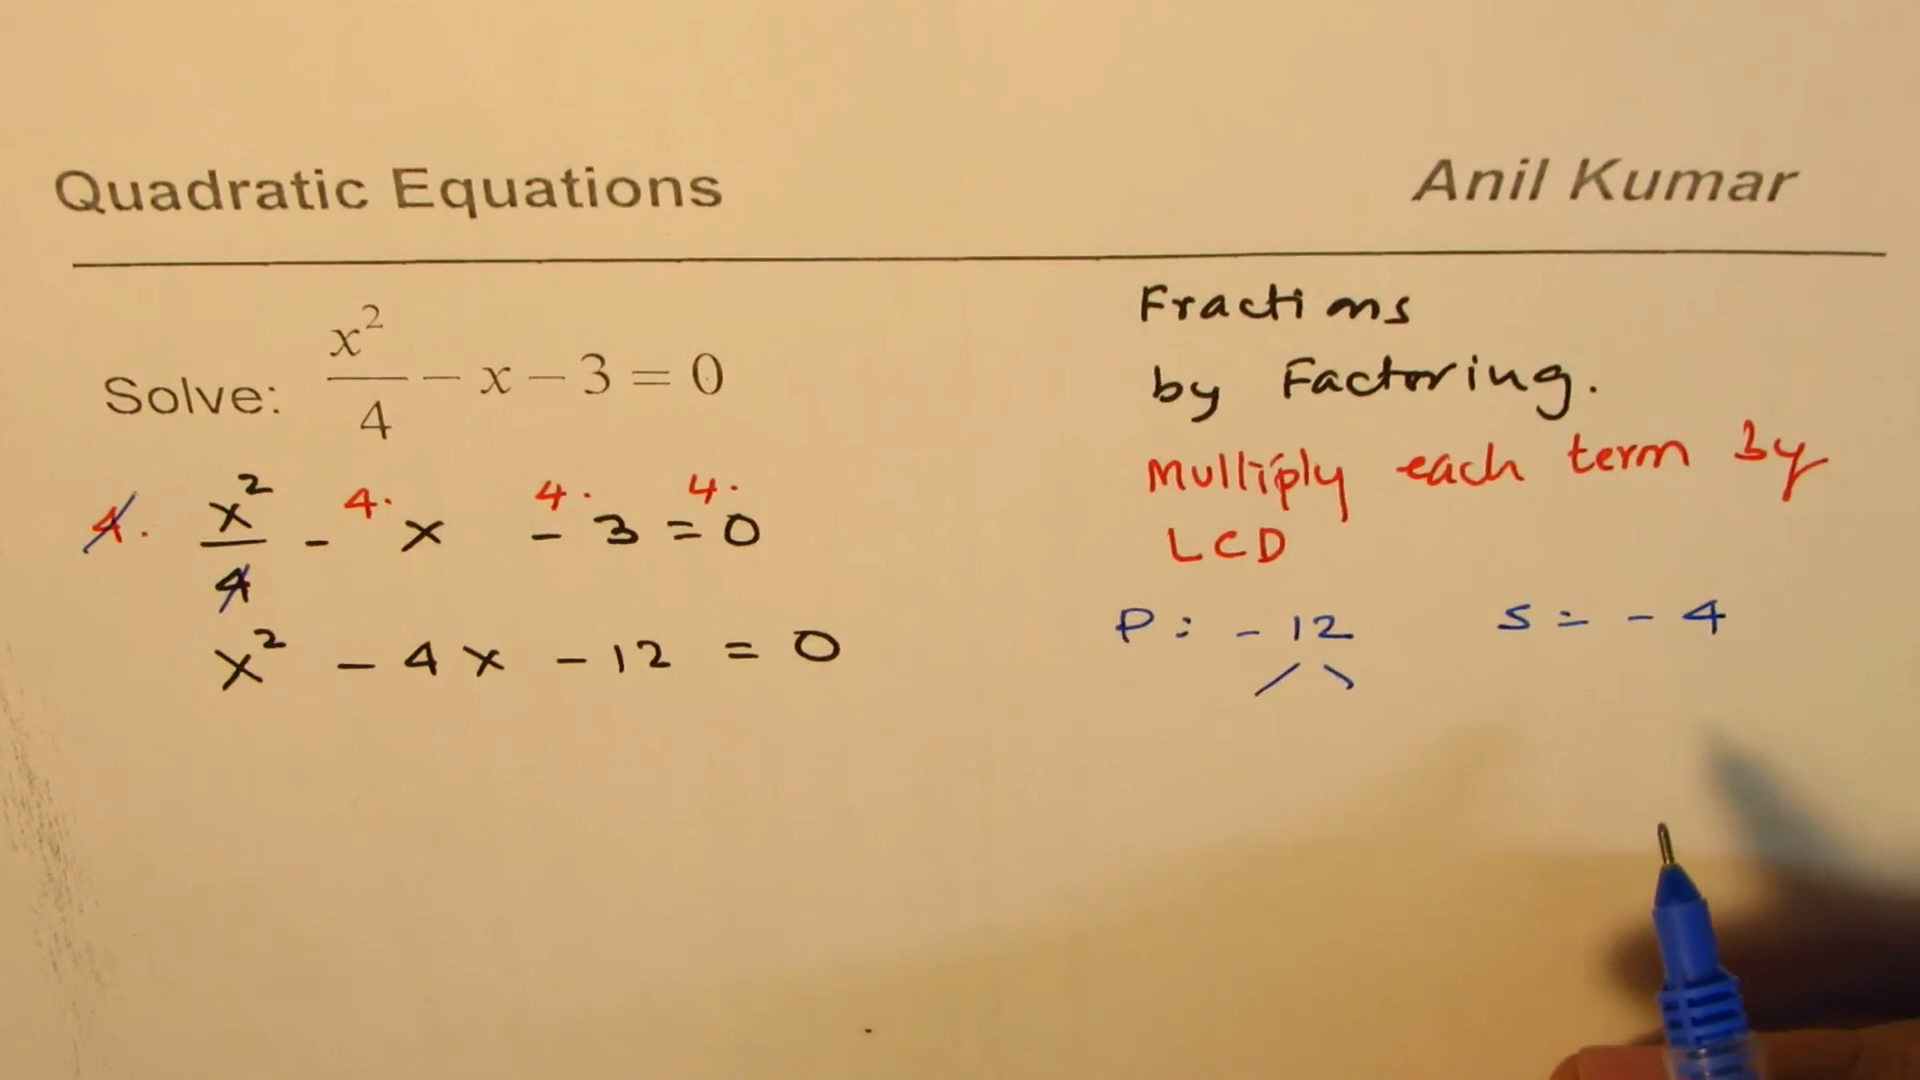 Quadratic Equations
Anil Kumar
Solve: x²/4 − x − 3 = 0
4. x²/4 - 4. x - 4. 3 = 4. 0
x² - 4x - 12 = 0
Fractions
by Factoring.
Multiply each term by
LCD
P: -12 S = -4